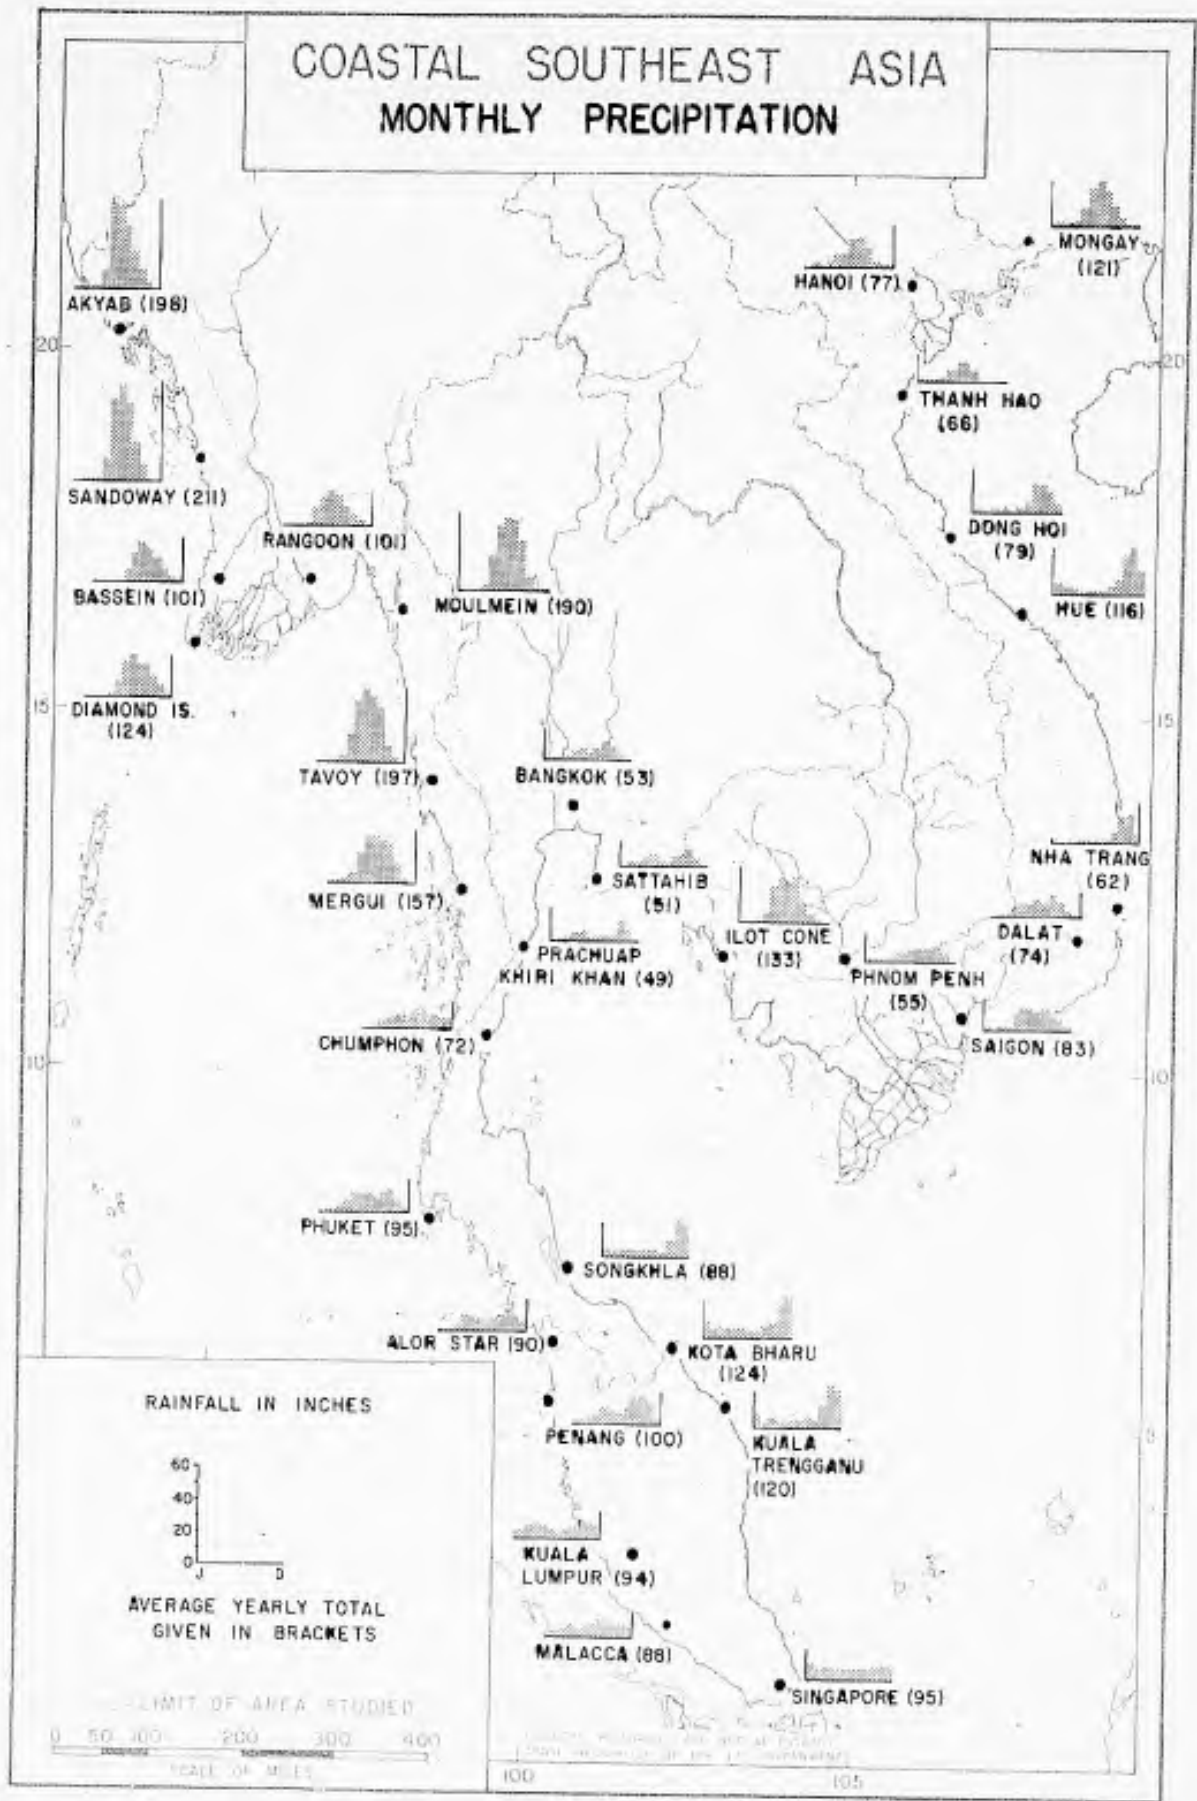 COASTAL SOUTHEAST ASIA
MONTHLY PRECIPITATION
MONGAY
(121)
HANOI (77)
AKYAB (198)
20
20
THANH HAO
(66)
SANDOWAY (211)
DONG HOI
(79)
RANGOON (101)
BASSEIN (101)
MOULMEIN (190)
HUE (116)
DIAMOND IS.
(124)
15
15
TAVOY (197)
BANGKOK (53)
NHA TRANG
(62)
MERGUI (157)
SATTAHIB
(51)
ILOT CONE
(133)
DALAT
(74)
PRACHUAP
KHIRI KHAN (49)
PHNOM PENH
(55)
CHUMPHON (72)
SAIGON (83)
10
10
PHUKET (95)
SONGKHLA (88)
ALOR STAR (90)
KOTA BHARU
(124)
PENANG (100)
KUALA
TRENGGANU
(120)
RAINFALL IN INCHES
60
40
20
0
J D
AVERAGE YEARLY TOTAL
GIVEN IN BRACKETS
KUALA
LUMPUR (94)
MALACCA (88)
SINGAPORE (95)
LIMIT OF AREA STUDIED
0 50 100 200 300 400
SCALE OF MILES
100
105